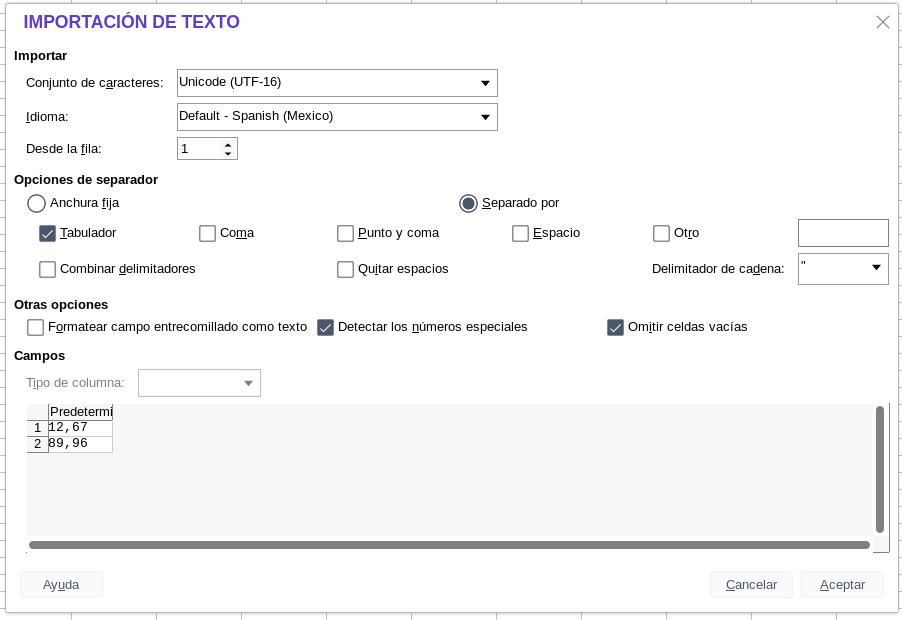 IMPORTACIÓN DE TEXTO
Importar
Conjunto de caracteres: Unicode (UTF-16)
Idioma: Default - Spanish (Mexico)
Desde la fila: 1
Opciones de separador
Anchura fija Separado por
Tabulador Coma Punto y coma Espacio Otro
Combinar delimitadores Quitar espacios Delimitador de cadena: "
Otras opciones
Formatear campo entrecomillado como texto Detectar los números especiales Omitir celdas vacías
Campos
Tipo de columna:
Predetermi
1 12,67
2 89,96
Ayuda Cancelar Aceptar